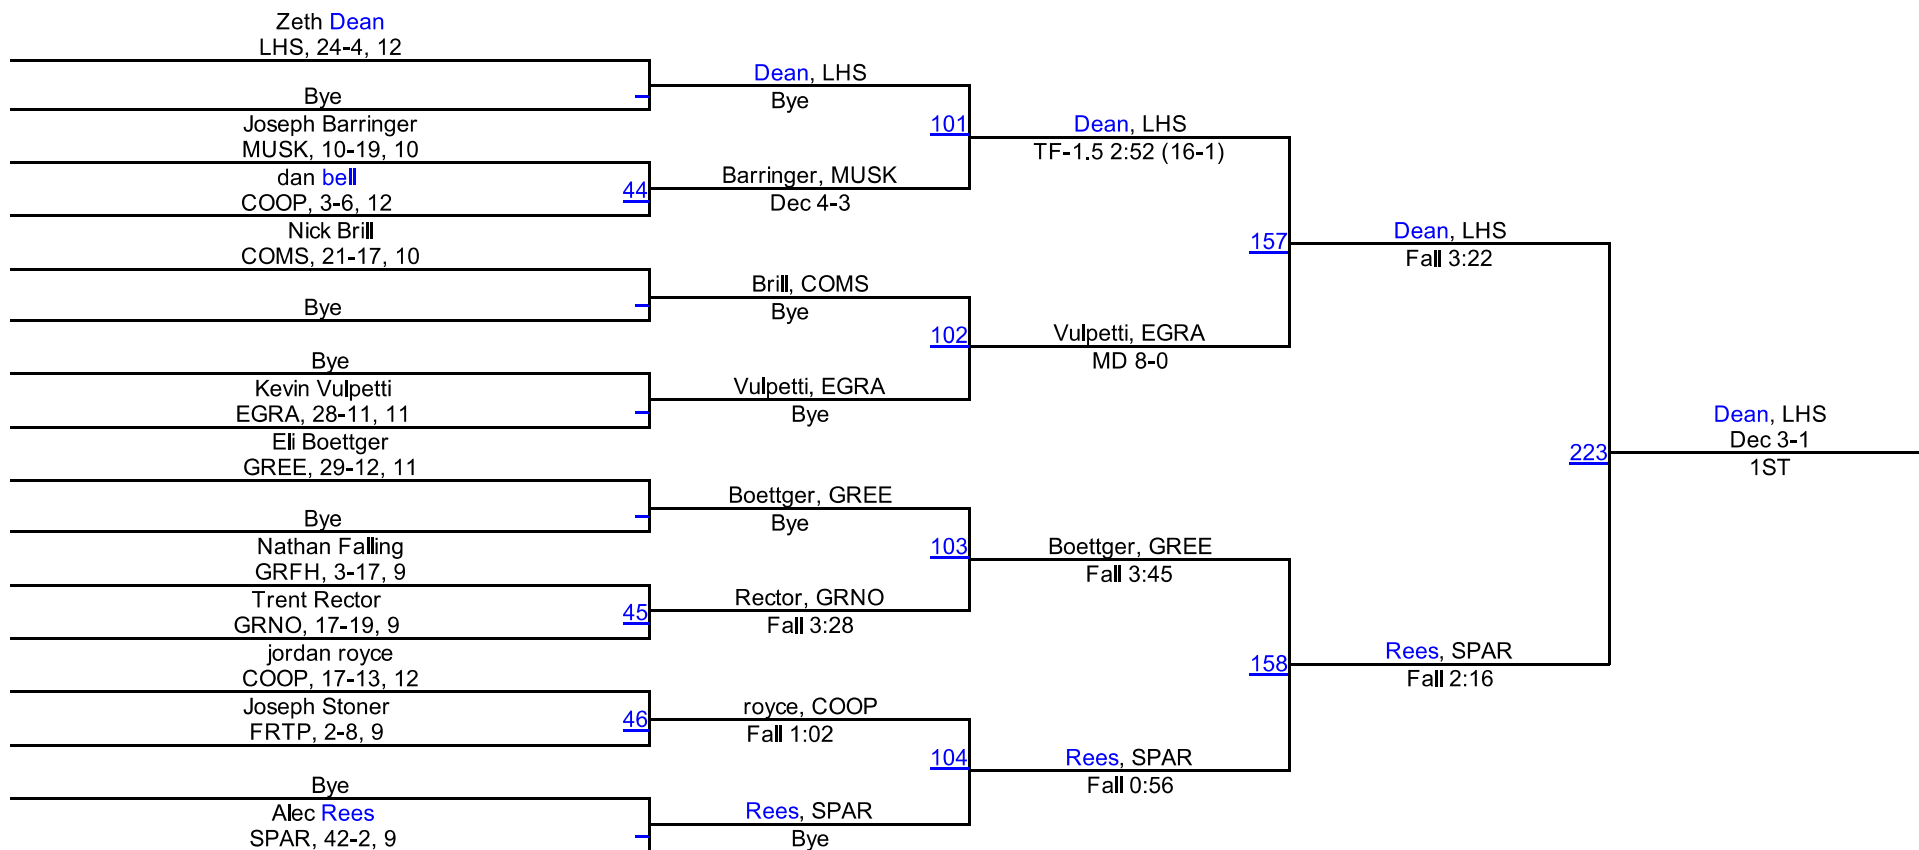 Zeth Dean
LHS, 24-4, 12
Bye
Joseph Barringer
MUSK, 10-19, 10
dan bell
COOP, 3-6, 12
44
Nick Brill
COMS, 21-17, 10
Bye
Bye
Kevin Vulpetti
EGRA, 28-11, 11
Eli Boettger
GREE, 29-12, 11
Bye
Nathan Falling
GRFH, 3-17, 9
Trent Rector
GRNO, 17-19, 9
45
jordan royce
COOP, 17-13, 12
Joseph Stoner
FRTP, 2-8, 9
46
Bye
Alec Rees
SPAR, 42-2, 9
Dean, LHS
Bye
101
Barringer, MUSK
Dec 4-3
Brill, COMS
Bye
102
Vulpetti, EGRA
Bye
Boettger, GREE
Bye
103
Rector, GRNO
Fall 3:28
royce, COOP
Fall 1:02
104
Rees, SPAR
Bye
Dean, LHS
TF-1.5 2:52 (16-1)
157
Vulpetti, EGRA
MD 8-0
Boettger, GREE
Fall 3:45
158
Rees, SPAR
Fall 0:56
Dean, LHS
Fall 3:22
223
Rees, SPAR
Fall 2:16
Dean, LHS
Dec 3-1
1ST